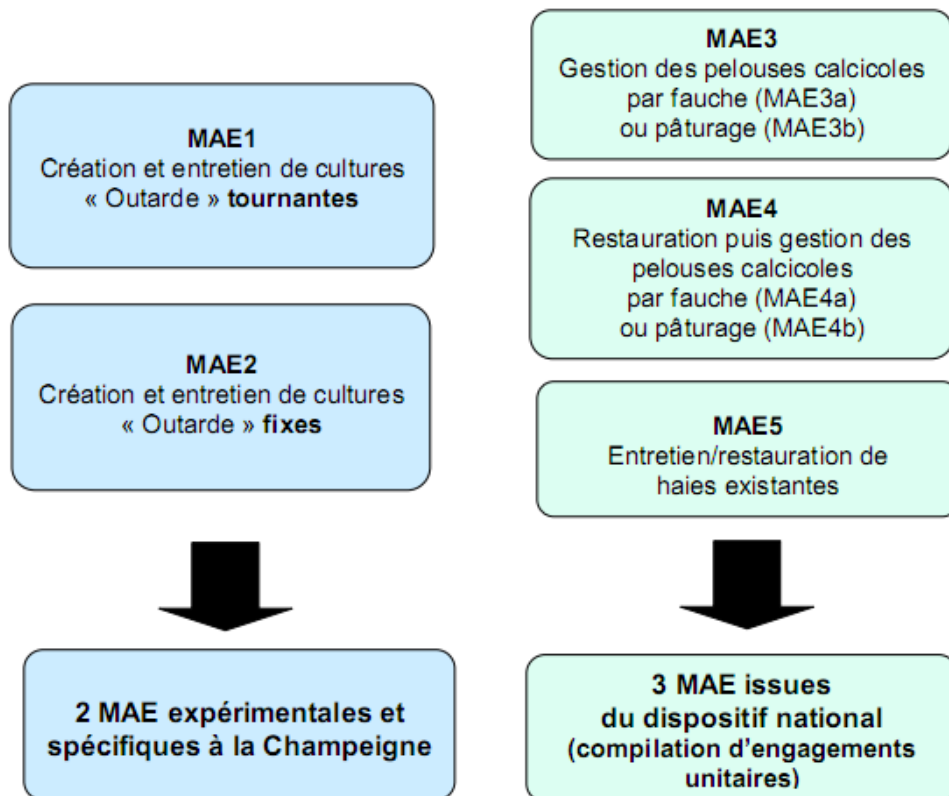 MAE1
Création et entretien de cultures
« Outarde » tournantes
MAE2
Création et entretien de cultures
« Outarde » fixes
2 MAE expérimentales et
spécifiques à la Champeigne
MAE3
Gestion des pelouses calcicoles
par fauche (MAE3a)
ou pâturage (MAE3b)
MAE4
Restauration puis gestion des
pelouses calcicoles
par fauche (MAE4a)
ou pâturage (MAE4b)
MAE5
Entretien/restauration de
haies existantes
3 MAE issues
du dispositif national
(compilation d'engagements
unitaires)